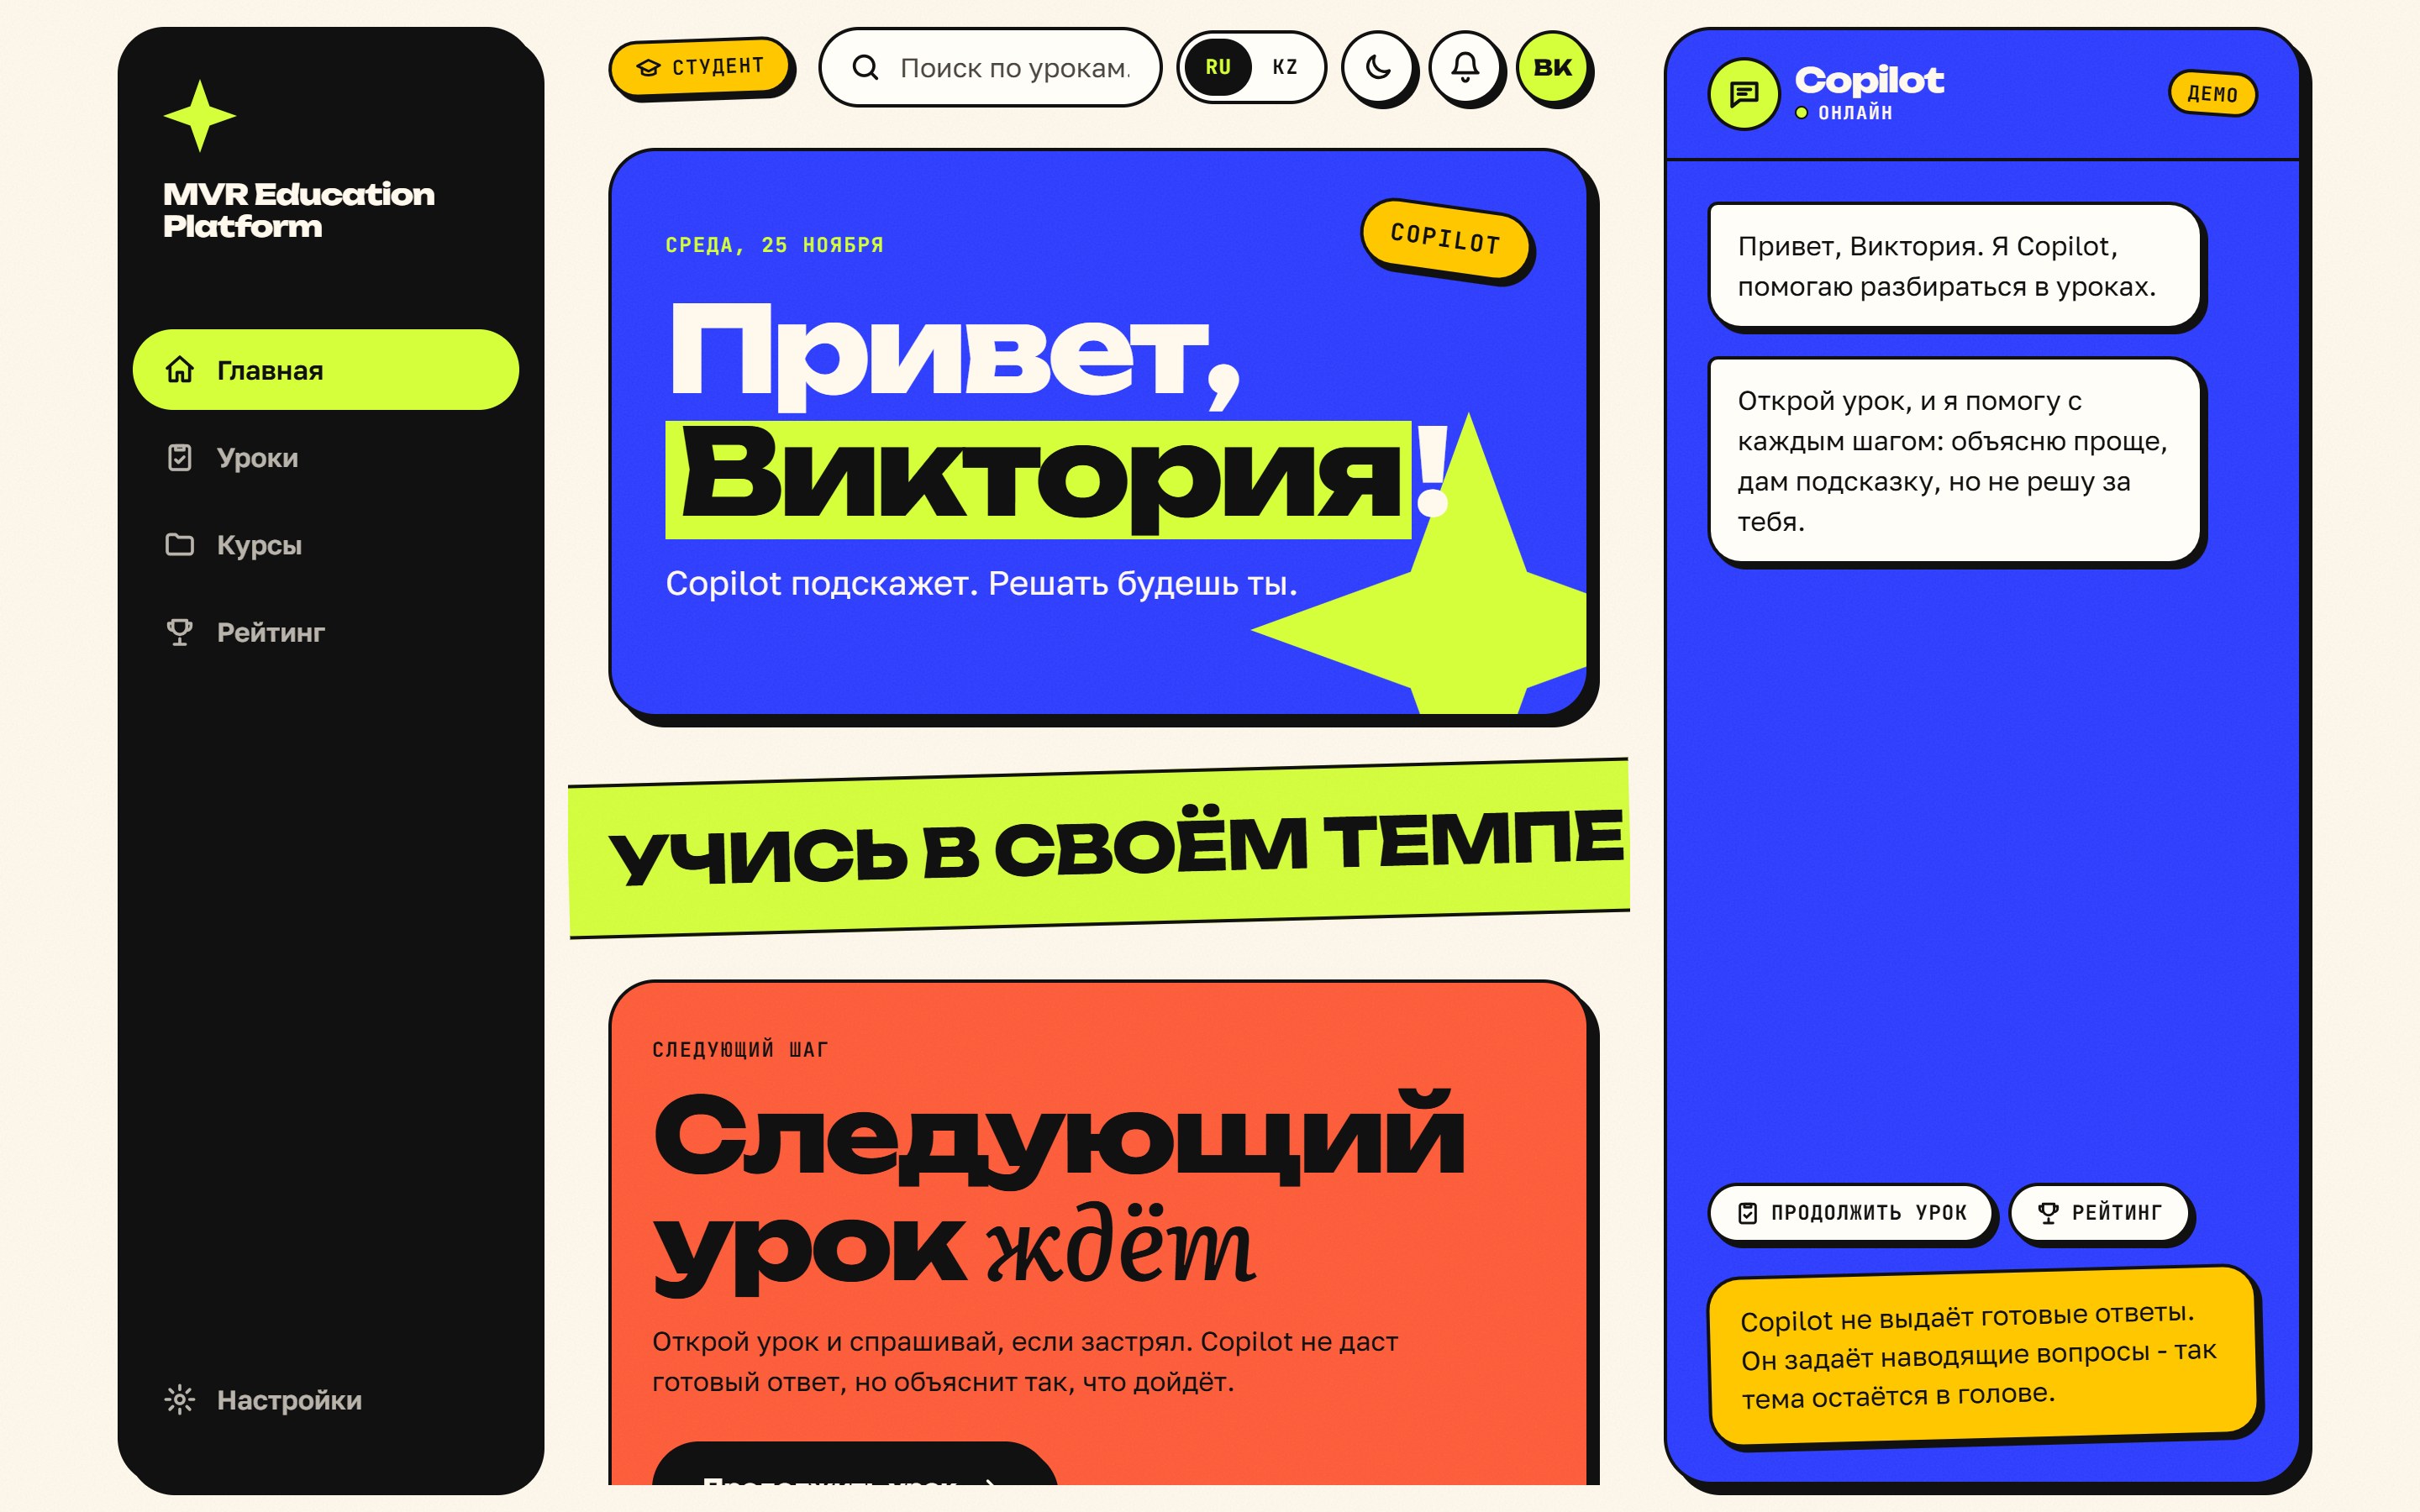 MVR Education
Platform
Главная
Уроки
Курсы
Рейтинг
Настройки
СТУДЕНТ
Поиск по урокам.
RU
KZ
ВК
СРЕДА, 25 НОЯБРЯ
COPILOT
Привет,
Виктория!
Copilot подскажет. Решать будешь ты.
УЧИСЬ В СВОЁМ ТЕМПЕ
СЛЕДУЮЩИЙ ШАГ
Следующий
урок ждёт
Открой урок и спрашивай, если застрял. Copilot не даст
готовый ответ, но объяснит так, что дойдёт.
Продолжить урок →
Copilot
ОНЛАЙН
ДЕМО
Привет, Виктория. Я Copilot,
помогаю разбираться в уроках.
Открой урок, и я помогу с
каждым шагом: объясню проще,
дам подсказку, но не решу за
тебя.
ПРОДОЛЖИТЬ УРОК
РЕЙТИНГ
Copilot не выдаёт готовые ответы.
Он задаёт наводящие вопросы - так
тема остаётся в голове.